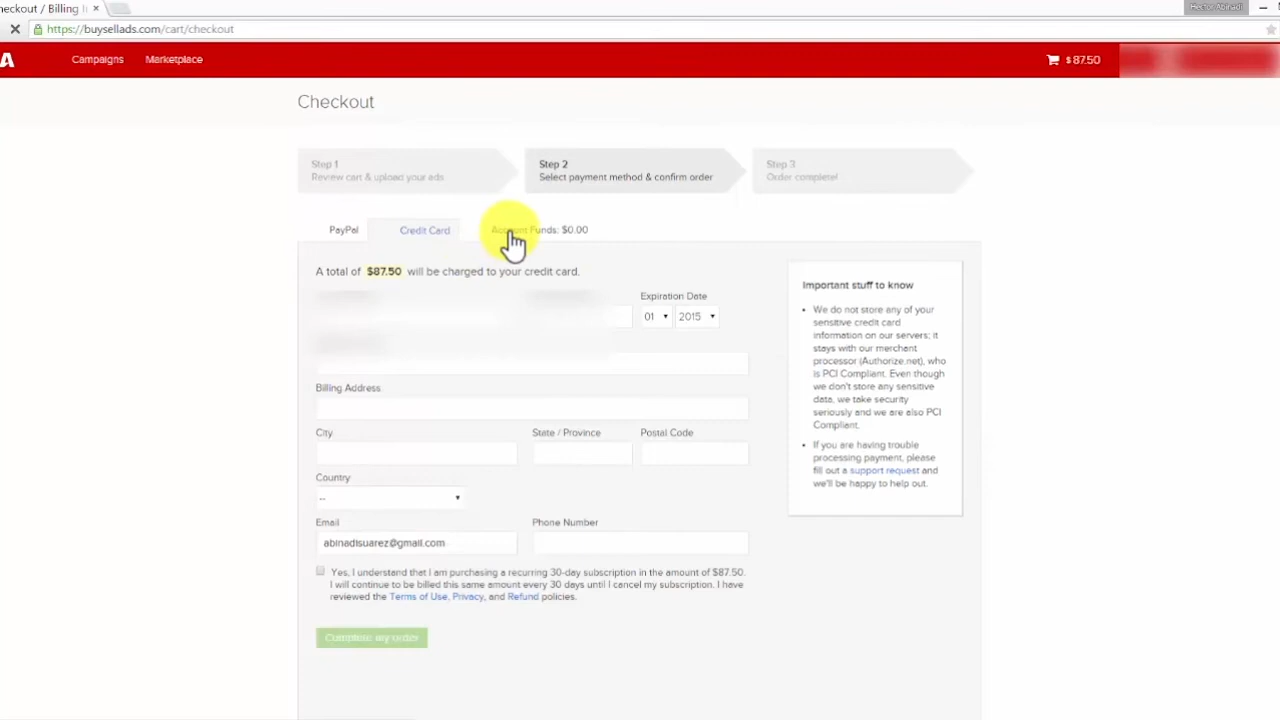 heckout / Billing I
Hector Abinadi
https://buysellads.com/cart/checkout
A
Campaigns
Marketplace
$87.50
Checkout
Step 1
Review cart & upload your ads
Step 2
Select payment method & confirm order
Step 3
Order complete!
PayPal
Credit Card
Account Funds: $0.00
A total of $87.50 will be charged to your credit card.
Expiration Date
01
2015
Billing Address
City
State / Province
Postal Code
Country
--
Email
Phone Number
abinadisuarez@gmail.com
Yes, I understand that I am purchasing a recurring 30-day subscription in the amount of $87.50.
I will continue to be billed this same amount every 30 days until I cancel my subscription. I have
reviewed the Terms of Use, Privacy, and Refund policies.
Complete my order
Important stuff to know
We do not store any of your
sensitive credit card
information on our servers; it
stays with our merchant
processor (Authorize.net), who
is PCI Compliant. Even though
we don't store any sensitive
data, we take security
seriously and we are also PCI
Compliant.
If you are having trouble
processing payment, please
fill out a support request and
we'll be happy to help out.